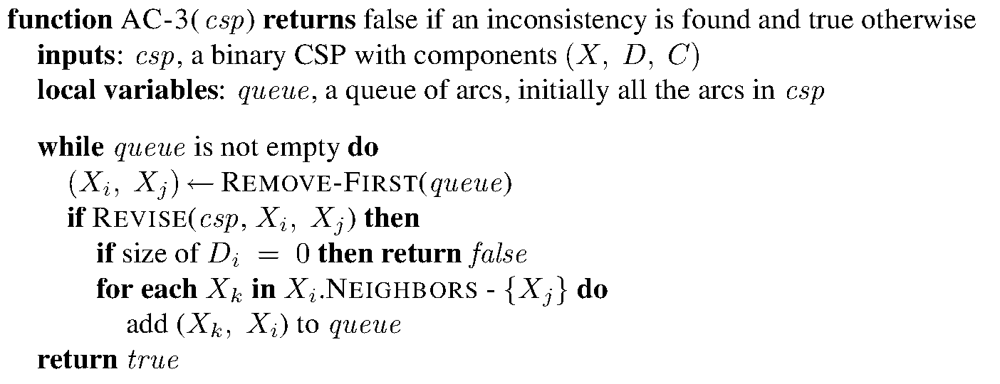 function AC-3( csp) returns false if an inconsistency is found and true otherwise
inputs: csp, a binary CSP with components (X, D, C)
local variables: queue, a queue of arcs, initially all the arcs in csp
while queue is not empty do
(Xᵢ, Xⱼ) ← REMOVE-FIRST(queue)
if REVISE(csp, Xᵢ, Xⱼ) then
if size of Dᵢ = 0 then return false
for each Xₖ in Xᵢ.NEIGHBORS - {Xⱼ} do
add (Xₖ, Xᵢ) to queue
return true